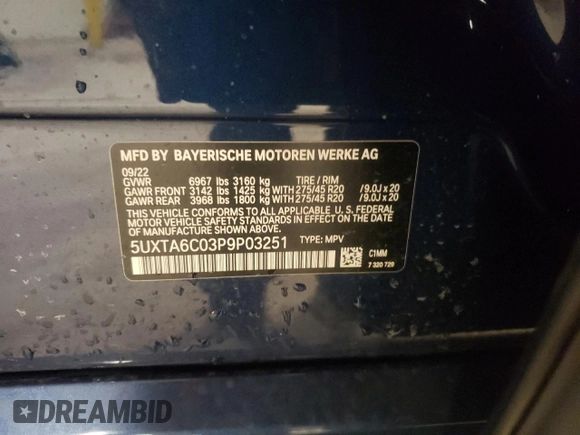 MFD BY BAYERISCHE MOTOREN WERKE AG
09/22
GVWR 6967 lbs 3160 kg TIRE / RIM
GAWR FRONT 3142 lbs 1425 kg WITH 275/45 R20 /9.0J x 20
GAWR REAR 3968 lbs 1800 kg WITH 275/45 R20 /9.0J x 20
THIS VEHICLE CONFORMS TO ALL APPLICABLE U. S. FEDERAL
MOTOR VEHICLE SAFETY STANDARDS IN EFFECT ON THE DATE
OF MANUFACTURE SHOWN ABOVE.
5UXTA6C03P9P03251 TYPE: MPV
C1MM
7 320 729
DREAMBID